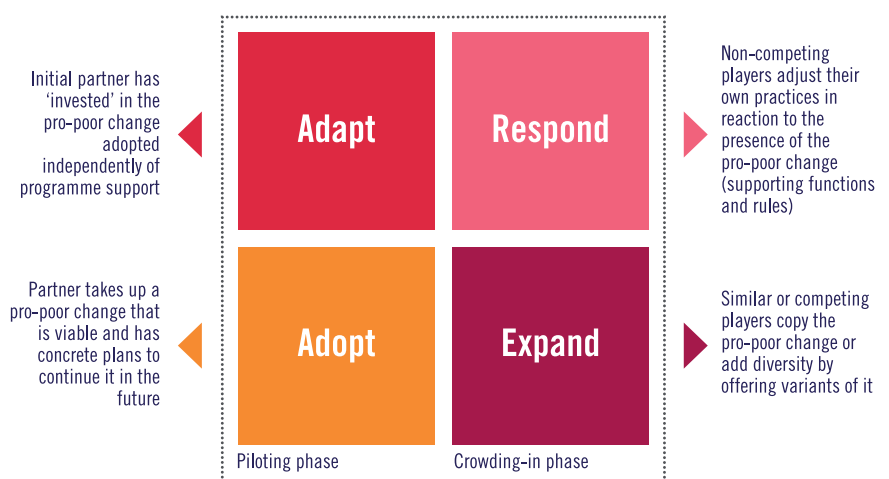 Initial partner has
‘invested’ in the
pro-poor change
adopted
independently of
programme support
Adapt
Respond
Non-competing
players adjust their
own practices in
reaction to the
presence of the
pro-poor change
(supporting functions
and rules)
Partner takes up a
pro-poor change that
is viable and has
concrete plans to
continue it in the
future
Adopt
Expand
Similar or competing
players copy the
pro-poor change or
add diversity by
offering variants of it
Piloting phase
Crowding-in phase